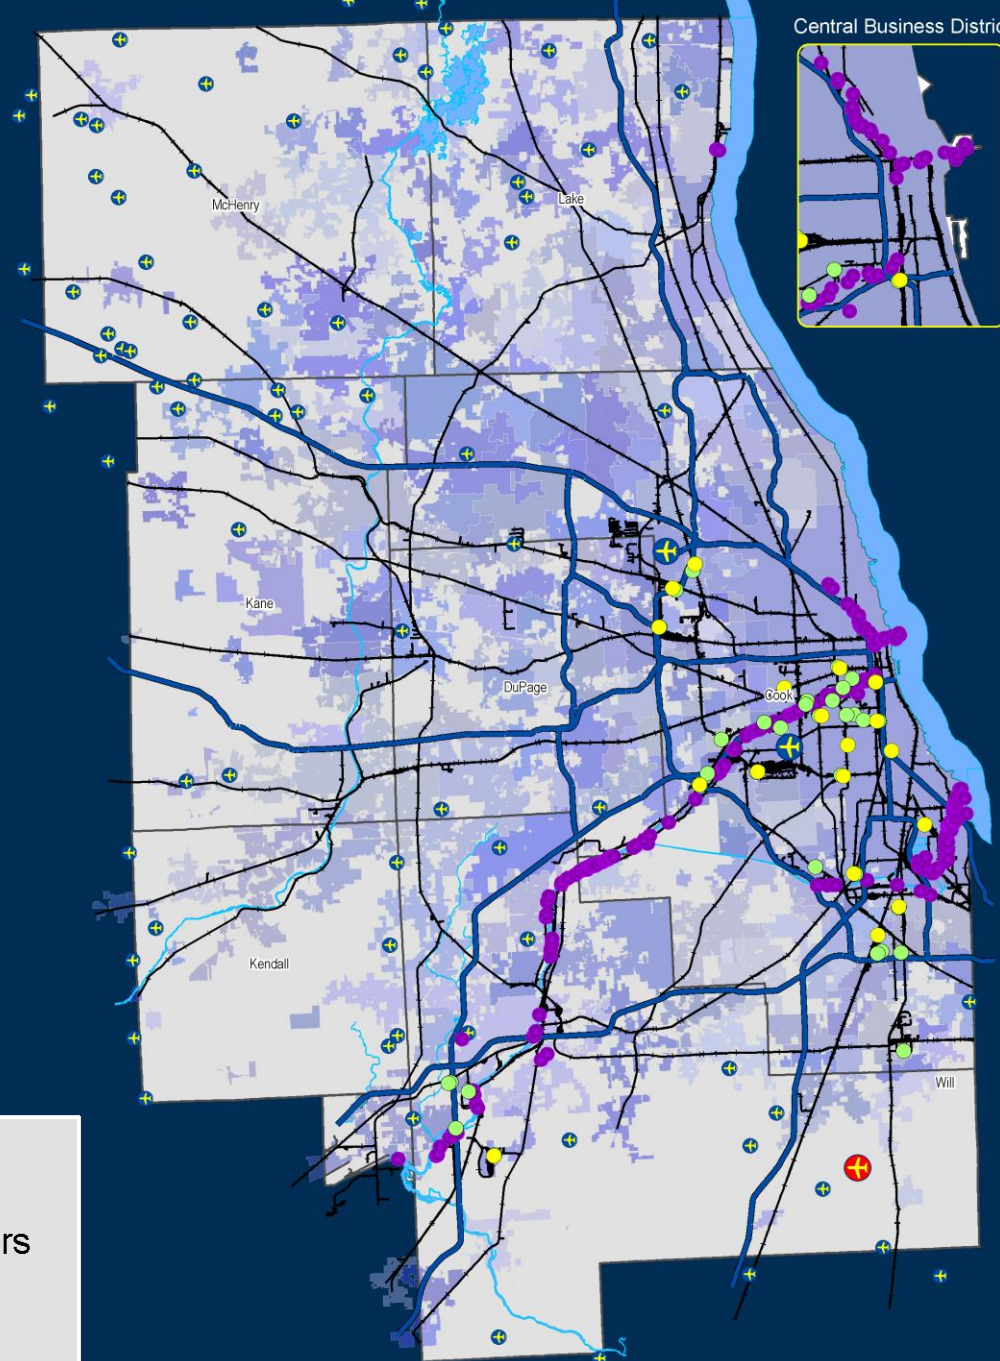 Central Business Distric
McHenry
Lake
Kane
DuPage
Cook
Kendall
Will
rs